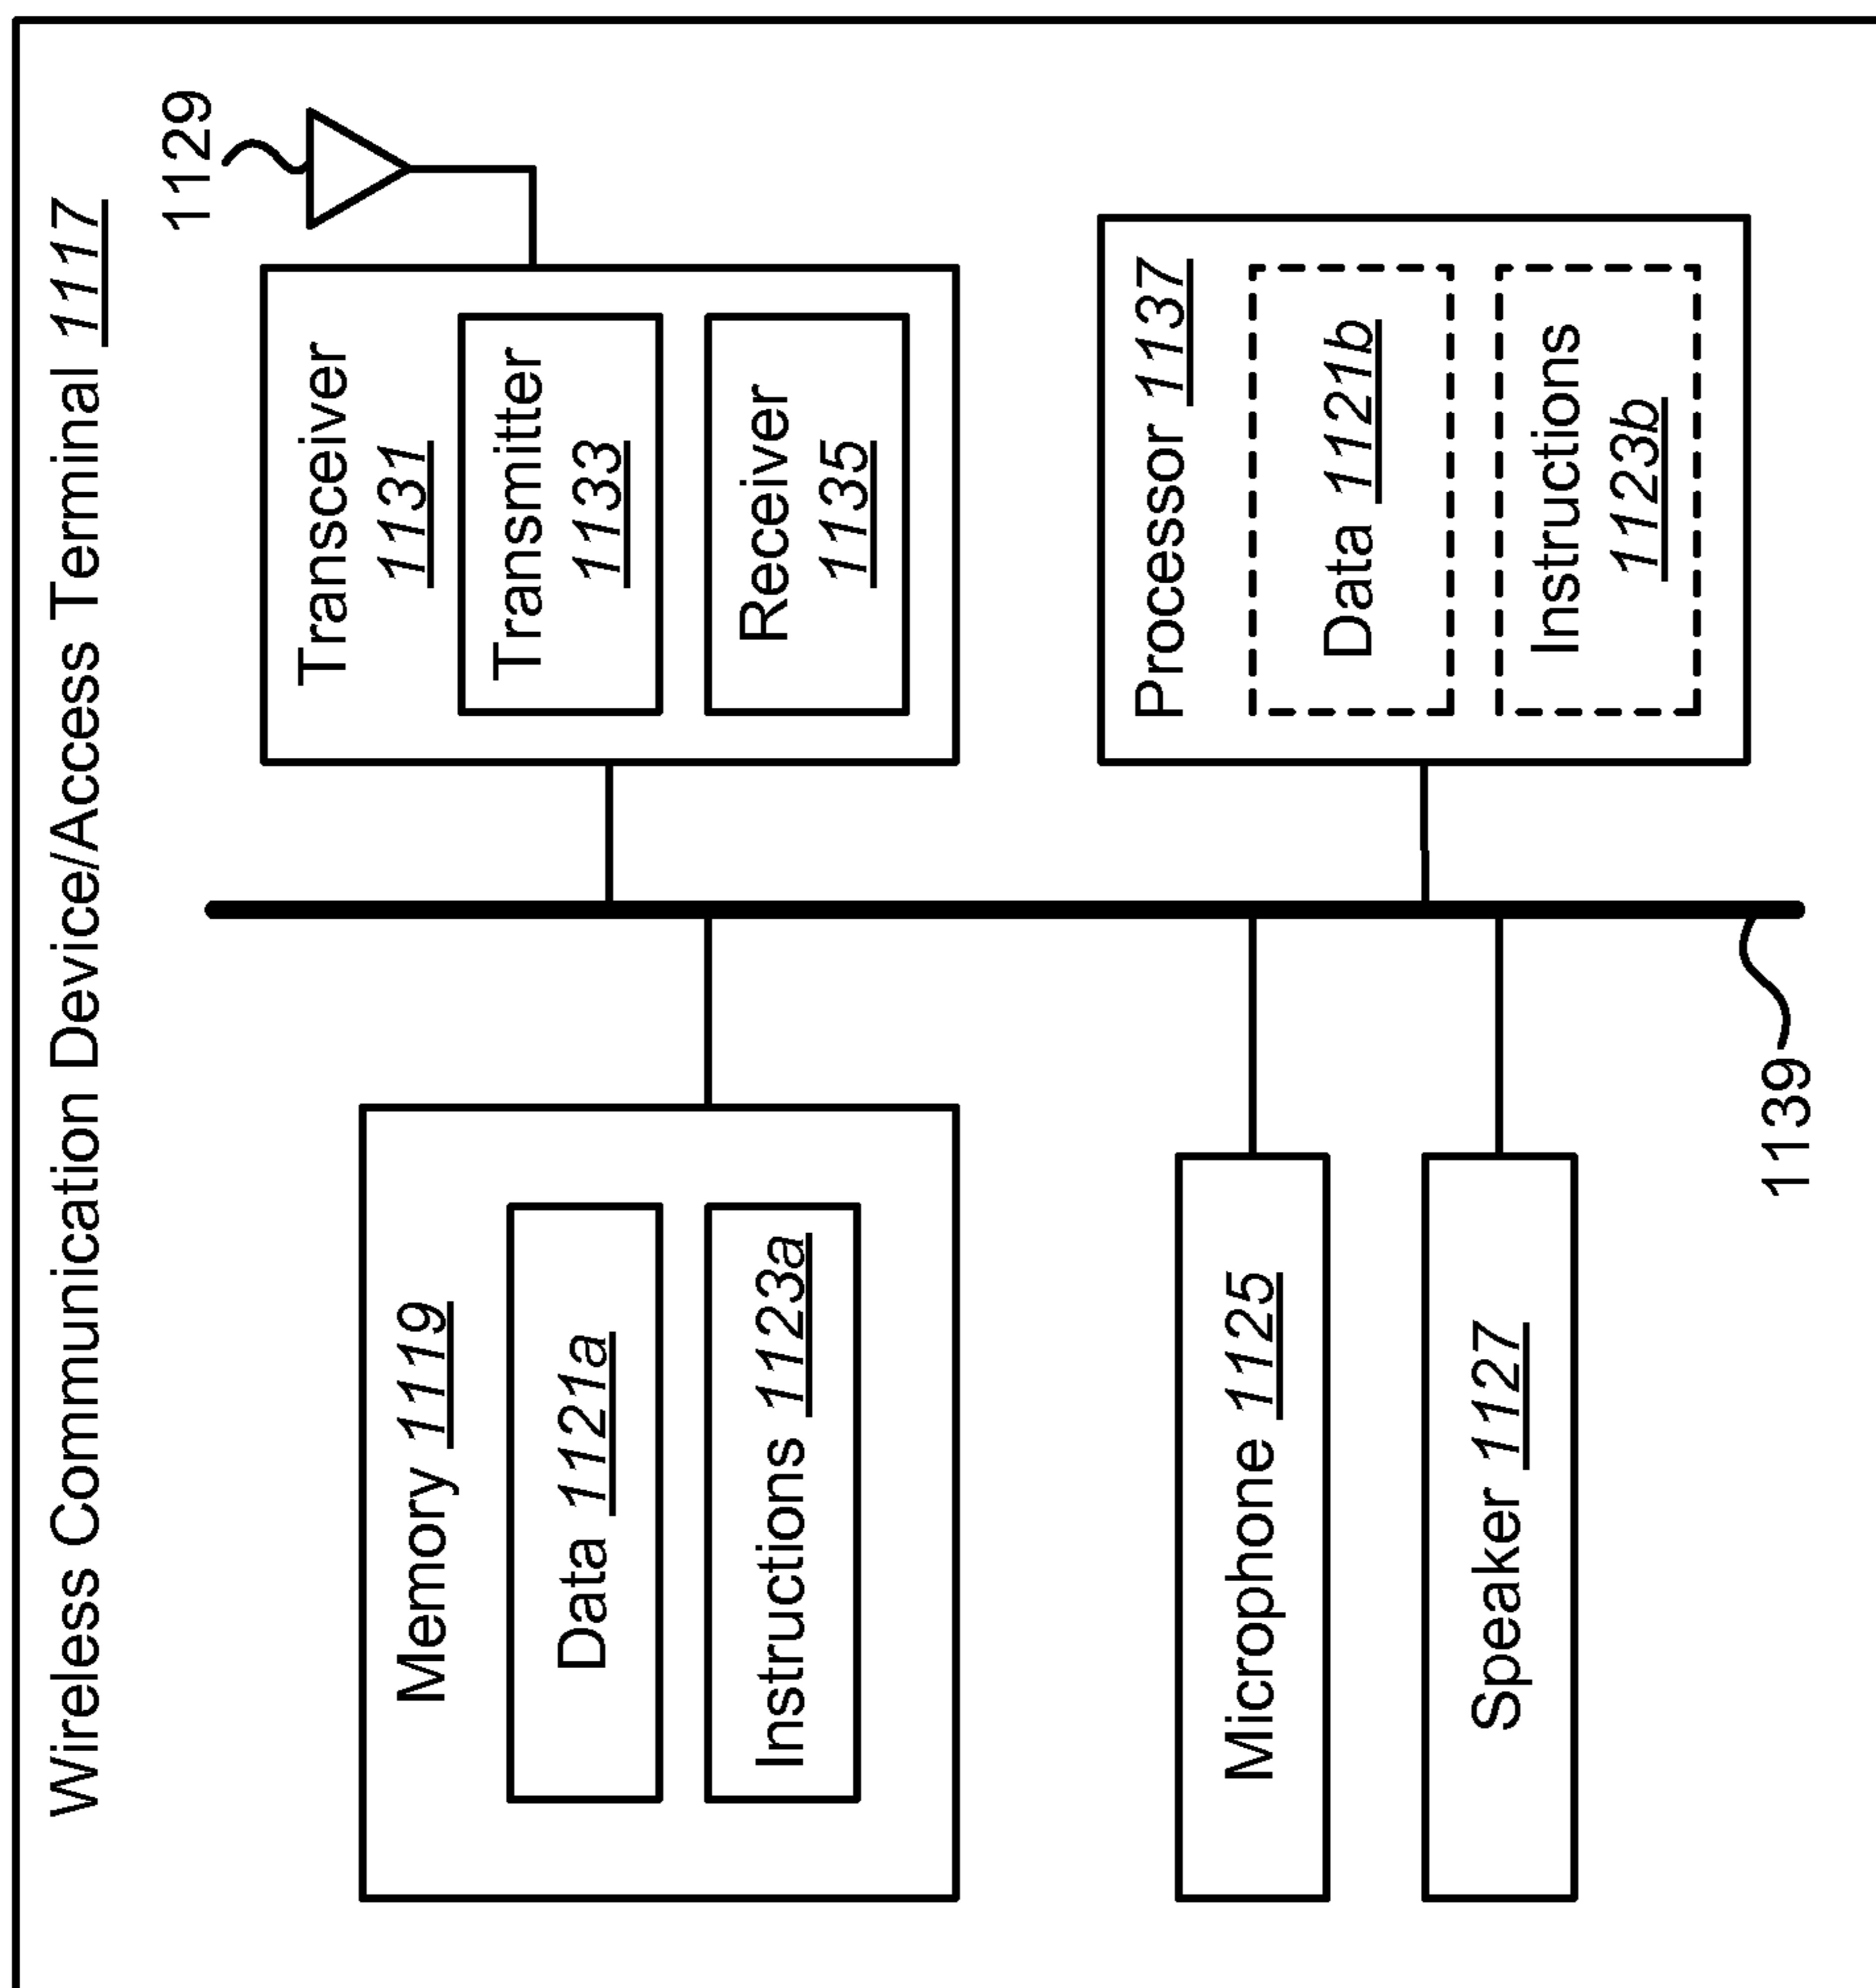 Wireless Communication Device/Access Terminal 1117
1129
Memory 1119
Data 1121a
Instructions 1123a
Transceiver
1131
Transmitter
1133
Receiver
1135
Microphone 1125
Speaker 1127
Processor 1137
Data 1121b
Instructions
1123b
1139